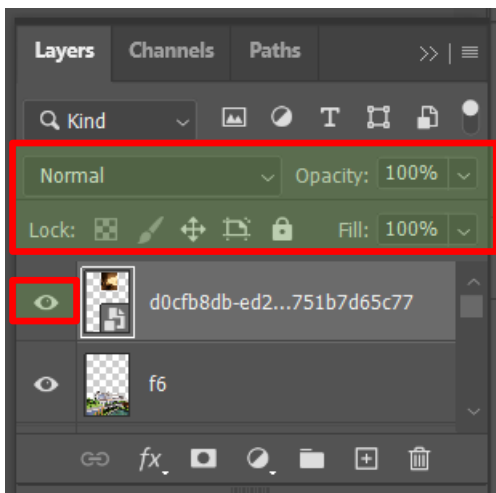 Layers Channels Paths
Kind
Normal Opacity: 100%
Lock: Fill: 100%
d0cfb8db-ed2...751b7d65c77
f6
fx